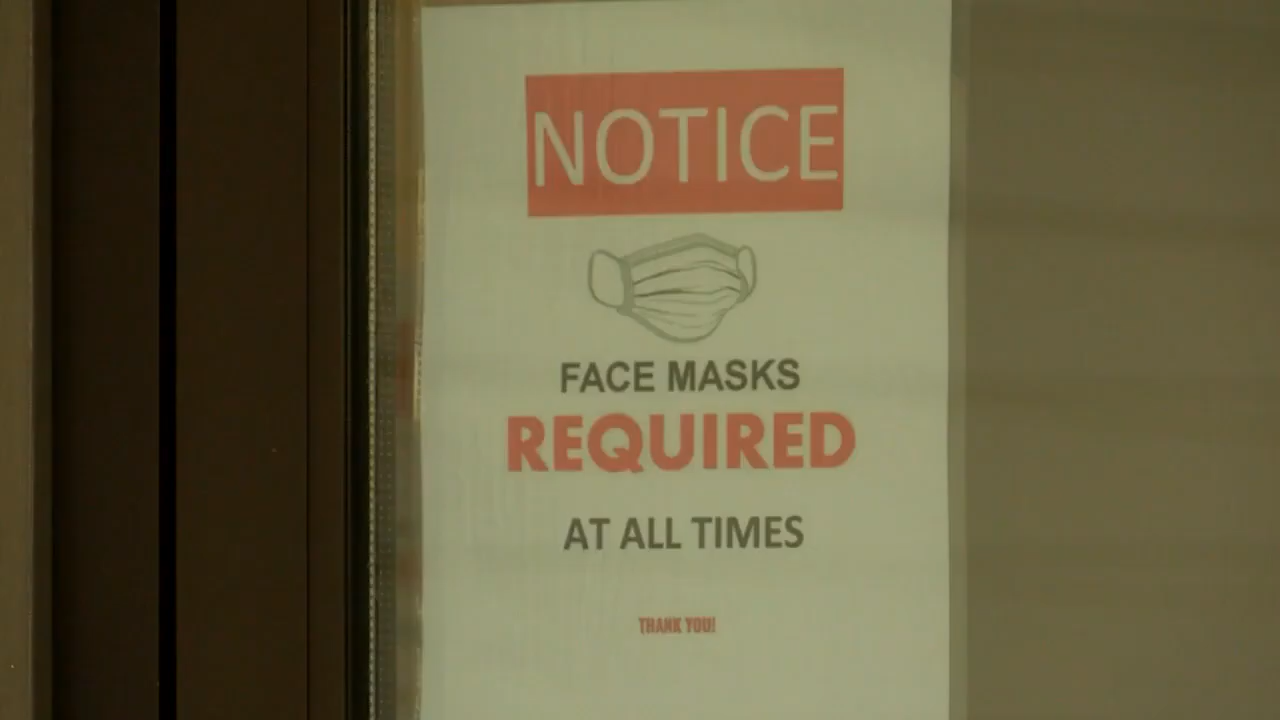 NOTICE
FACE MASKS
REQUIRED
AT ALL TIMES
THANK YOU!